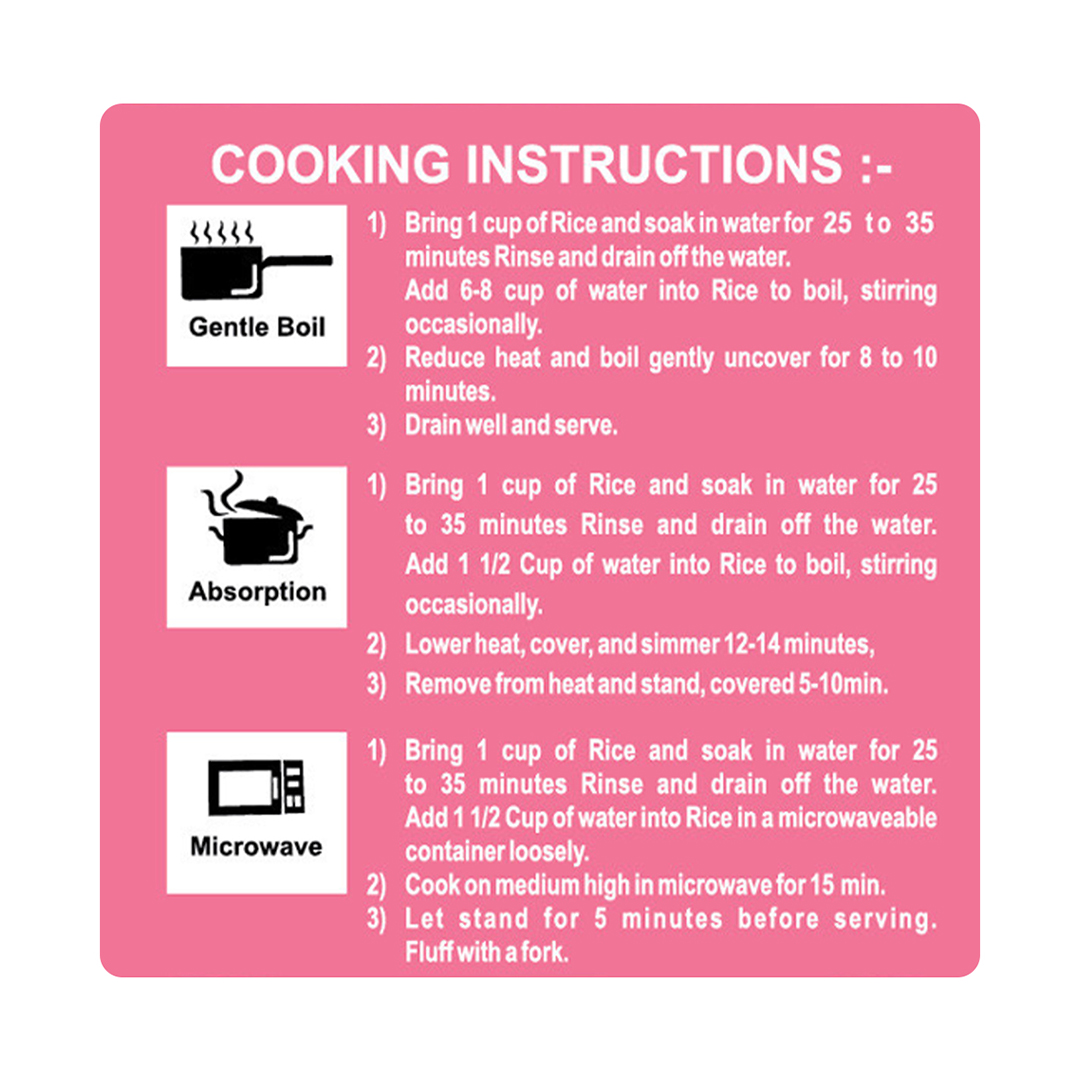 COOKING INSTRUCTIONS :-
Gentle Boil
1) Bring 1 cup of Rice and soak in water for 25 to 35
minutes Rinse and drain off the water.
Add 6-8 cup of water into Rice to boil, stirring
occasionally.
2) Reduce heat and boil gently uncover for 8 to 10
minutes.
3) Drain well and serve.
Absorption
1) Bring 1 cup of Rice and soak in water for 25
to 35 minutes Rinse and drain off the water.
Add 1 1/2 Cup of water into Rice to boil, stirring
occasionally.
2) Lower heat, cover, and simmer 12-14 minutes,
3) Remove from heat and stand, covered 5-10min.
Microwave
1) Bring 1 cup of Rice and soak in water for 25
to 35 minutes Rinse and drain off the water.
Add 1 1/2 Cup of water into Rice in a microwaveable
container loosely.
2) Cook on medium high in microwave for 15 min.
3) Let stand for 5 minutes before serving.
Fluff with a fork.